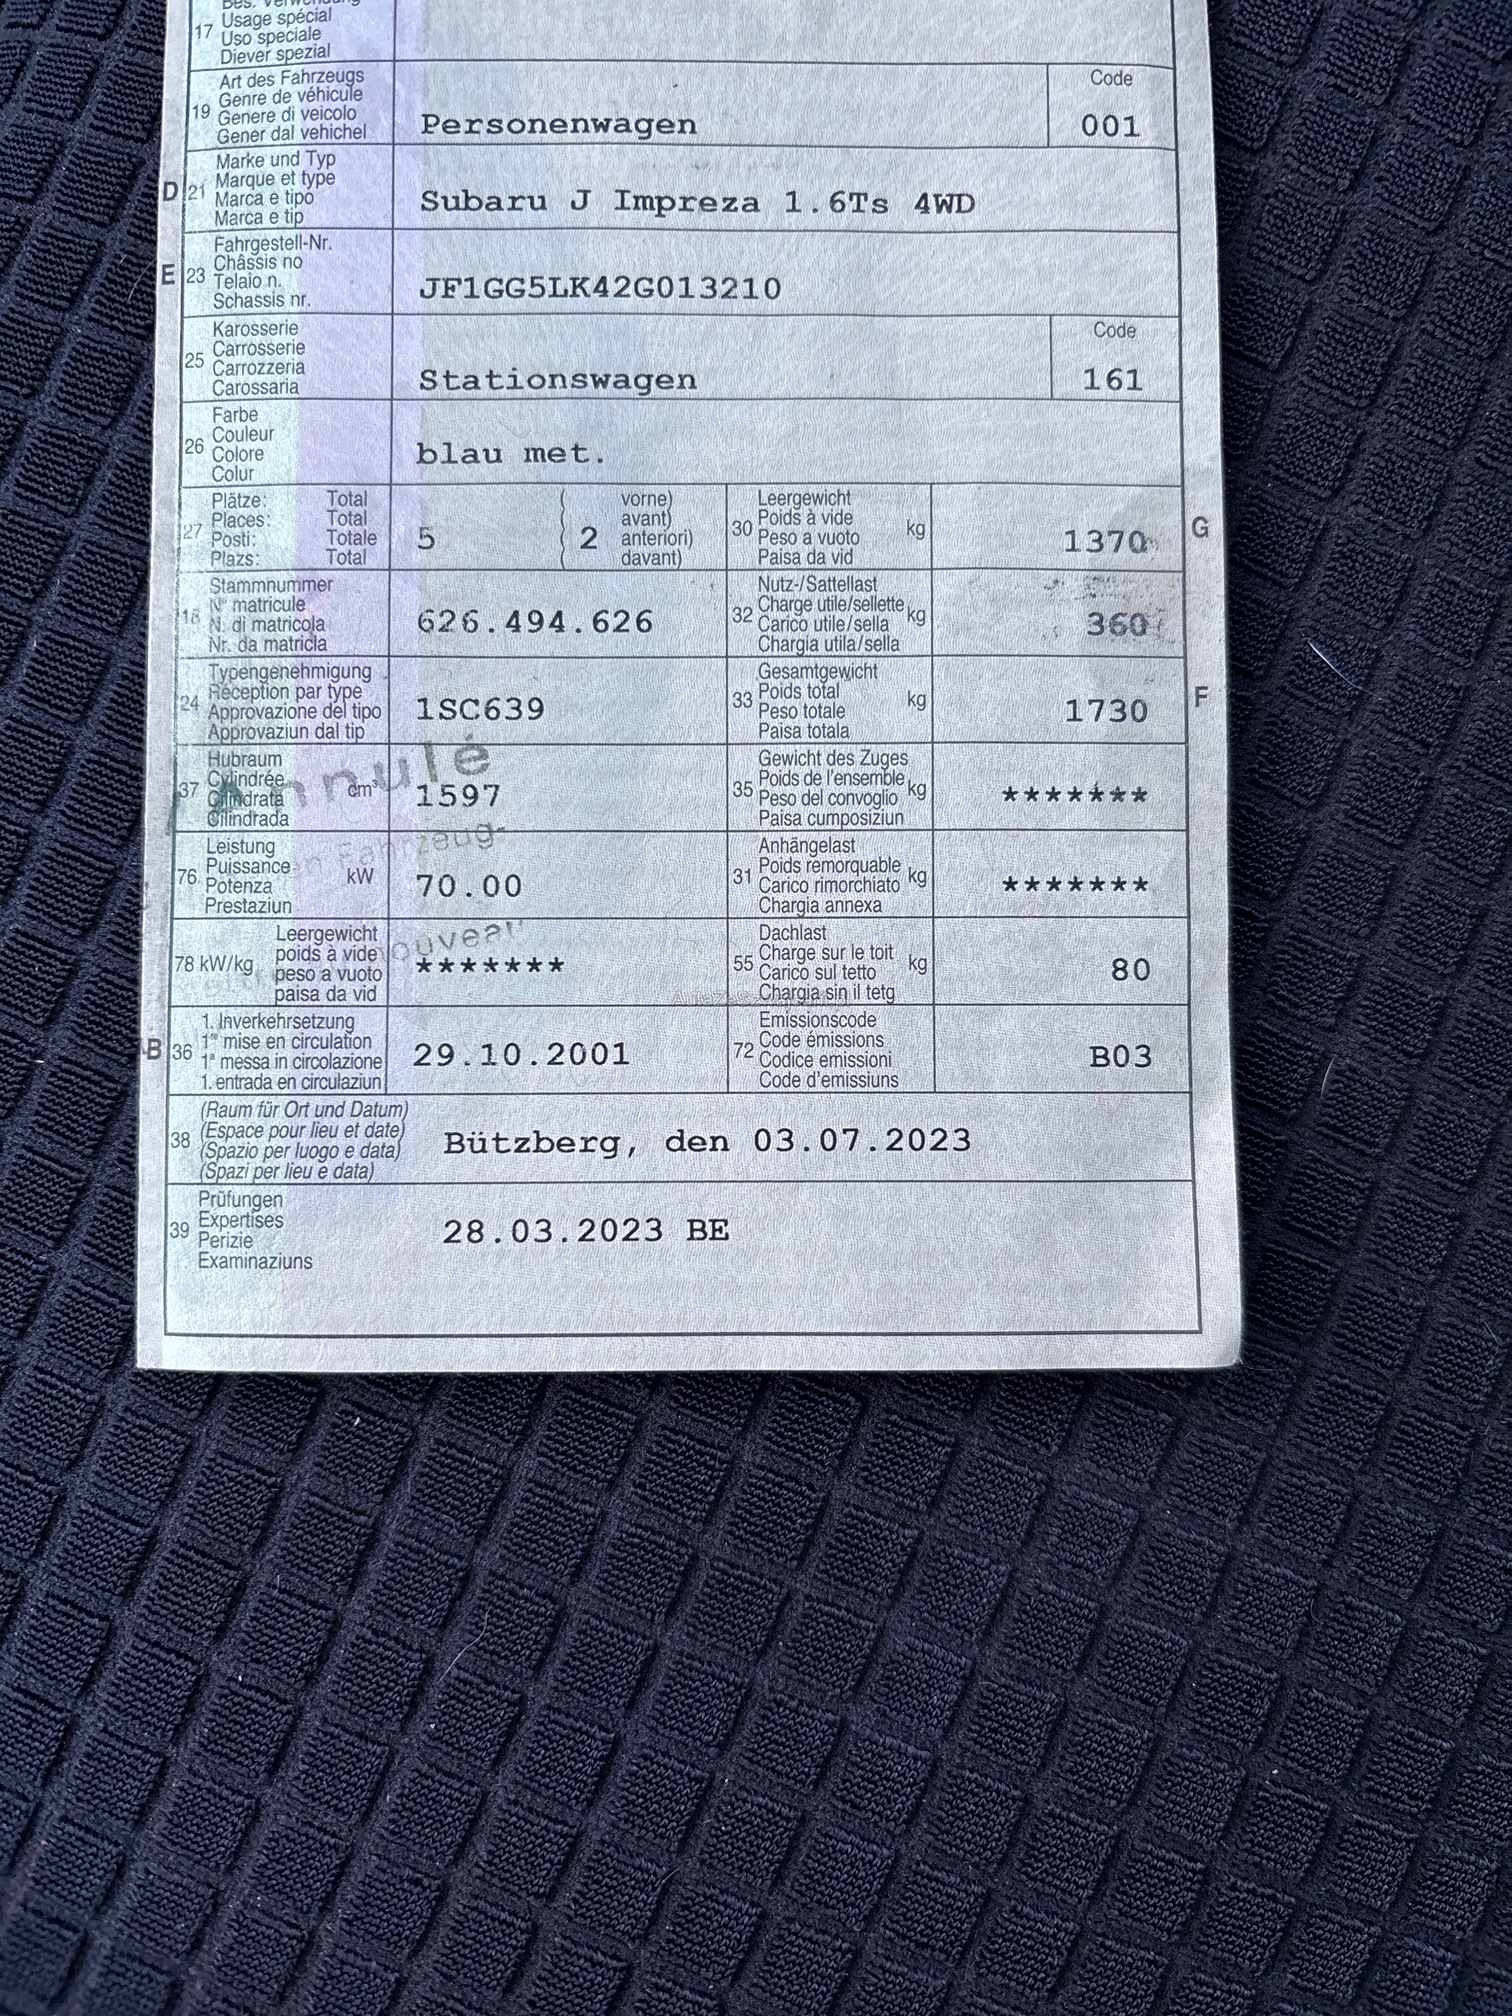 Bes. Verwendung
17 Usage spécial
Uso speciale
Diever spezial
Art des Fahrzeugs
19 Genre de véhicule
Genere di veicolo
Gener dal vehichel
Personenwagen
Code
001
D 21 Marke und Typ
Marque et type
Marca e tipo
Marca e tip
Subaru J Impreza 1.6Ts 4WD
E 23 Fahrgestell-Nr.
Châssis no
Telaio n.
Schassis nr.
JF1GG5LK42G013210
25 Karosserie
Carrosserie
Carrozzeria
Carossaria
Stationswagen
Code
161
26 Farbe
Couleur
Colore
Colur
blau met.
27 Plätze: Total
Places: Total
Posti: Totale
Plazs: Total
5 ( 2 vorne)
( avant)
( anteriori)
( davant)
30 Leergewicht
Poids à vide kg
Peso a vuoto
Paisa da vid
1370 G
18 Stammnummer
N° matricule
N. di matricola
Nr. da matricla
626.494.626
32 Nutz-/Sattellast
Charge utile/sellette kg
Carico utile/sella
Chargia utila/sella
360
24 Typengenehmigung
Réception par type
Approvazione del tipo
Approvaziun dal tip
1SC639
33 Gesamtgewicht
Poids total kg
Peso totale
Paisa totala
1730 F
37 Hubraum
Cylindrée cm³
Cilindrata
Cilindrada
1597
Annulé
35 Gewicht des Zuges
Poids de l'ensemble kg
Peso del convoglio
Paisa cumposiziun
*******
76 Leistung
Puissance kW
Potenza
Prestaziun
70.00
Fahrzeug-
31 Anhängelast
Poids remorquable kg
Carico rimorchiato
Chargia annexa
*******
78 kW/kg Leergewicht
poids à vide
peso a vuoto
paisa da vid
*******
55 Dachlast
Charge sur le toit kg
Carico sul tetto
Chargia sin il tetg
80
B 36 1. Inverkehrsetzung
1re mise en circulation
1a messa in circolazione
1. entrada en circulaziun
29.10.2001
72 Emissionscode
Code émissions
Codice emissioni
Code d'emissiuns
B03
38 (Raum für Ort und Datum)
(Espace pour lieu et date)
(Spazio per luogo e data)
(Spazi per lieu e data)
Bützberg, den 03.07.2023
39 Prüfungen
Expertises
Perizie
Examinaziuns
28.03.2023 BE